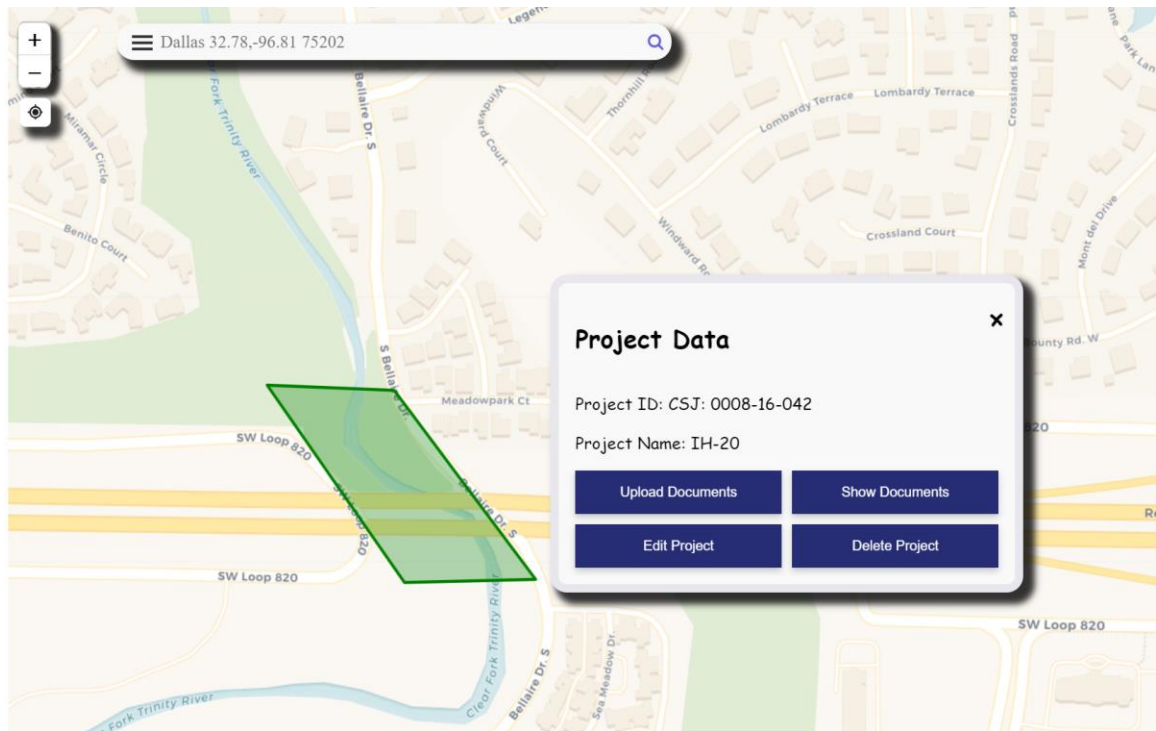 +
−
Dallas 32.78,-96.81 75202
Legen
Bellaire Dr. S
Fork Trinity River
Windward Court
Thornhill R
Lombardy Terrace
Lombardy Terrace
Crosslands Road
Park Lan
Miramar Circle
Benito Court
Windward R
Crossland Court
Mont del Drive
Bounty Rd. W
S Bellaire Dr.
Meadowpark Ct
SW Loop 820
SW Loop 820
Bellaire Dr. S
SW Loop 820
820
Project Data
×
Project ID: CSJ: 0008-16-042
Project Name: IH-20
Upload Documents
Show Documents
Edit Project
Delete Project
SW Loop 820
Clear Fork Trinity River
Fork Trinity River
Bellaire Dr. S
Sea Meadow Dr.